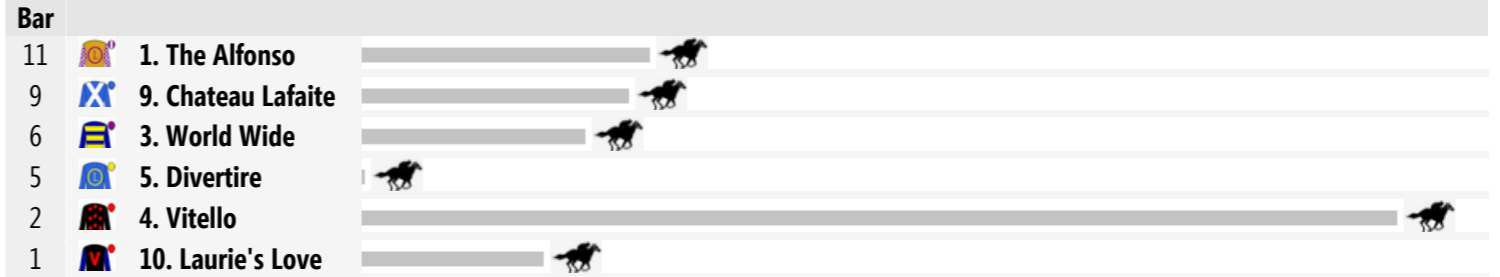 Bar
11 1. The Alfonso
9 9. Chateau Lafaite
6 3. World Wide
5 5. Divertire
2 4. Vitello
1 V 10. Laurie's Love